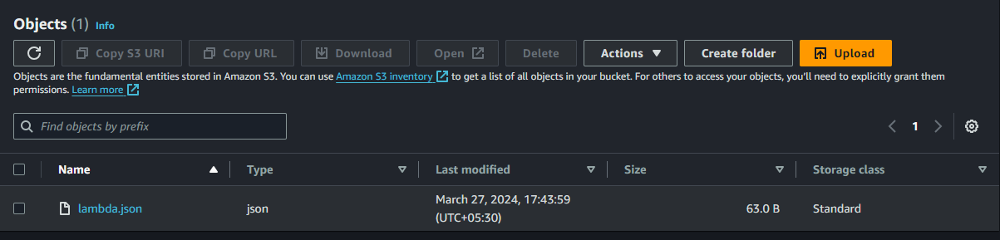 Objects (1) Info
Copy S3 URI Copy URL Download Open Delete Actions Create folder Upload
Objects are the fundamental entities stored in Amazon S3. You can use Amazon S3 inventory to get a list of all objects in your bucket. For others to access your objects, you'll need to explicitly grant them
permissions. Learn more
Find objects by prefix 1
Name Type Last modified Size Storage class
lambda.json json March 27, 2024, 17:43:59 63.0 B Standard
(UTC+05:30)